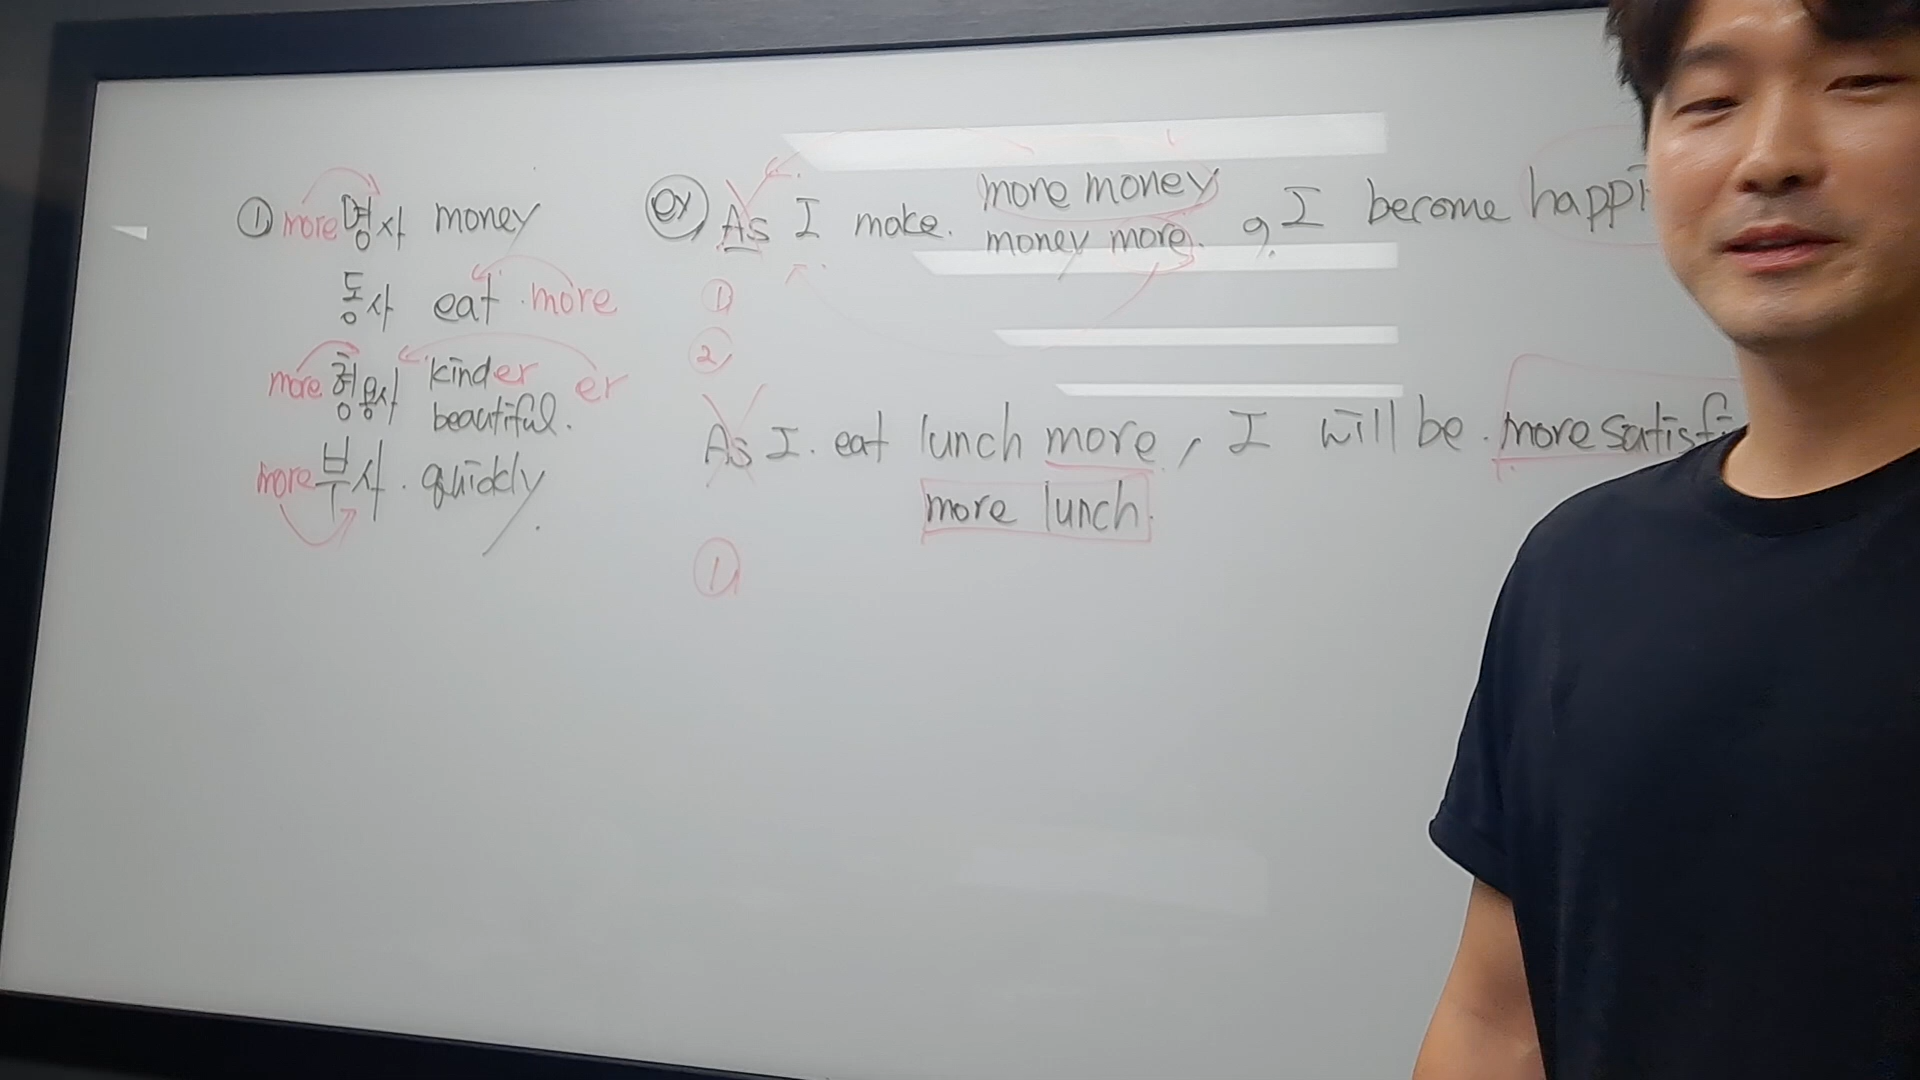 ① more 명사 money
동사 eat more
more 형용사 kinder er
beautiful.
more 부사 . quickly
ex) As I make. more money , I become happi
money more.
①
②
As I. eat lunch more, I will be. more satisf
more lunch.
①